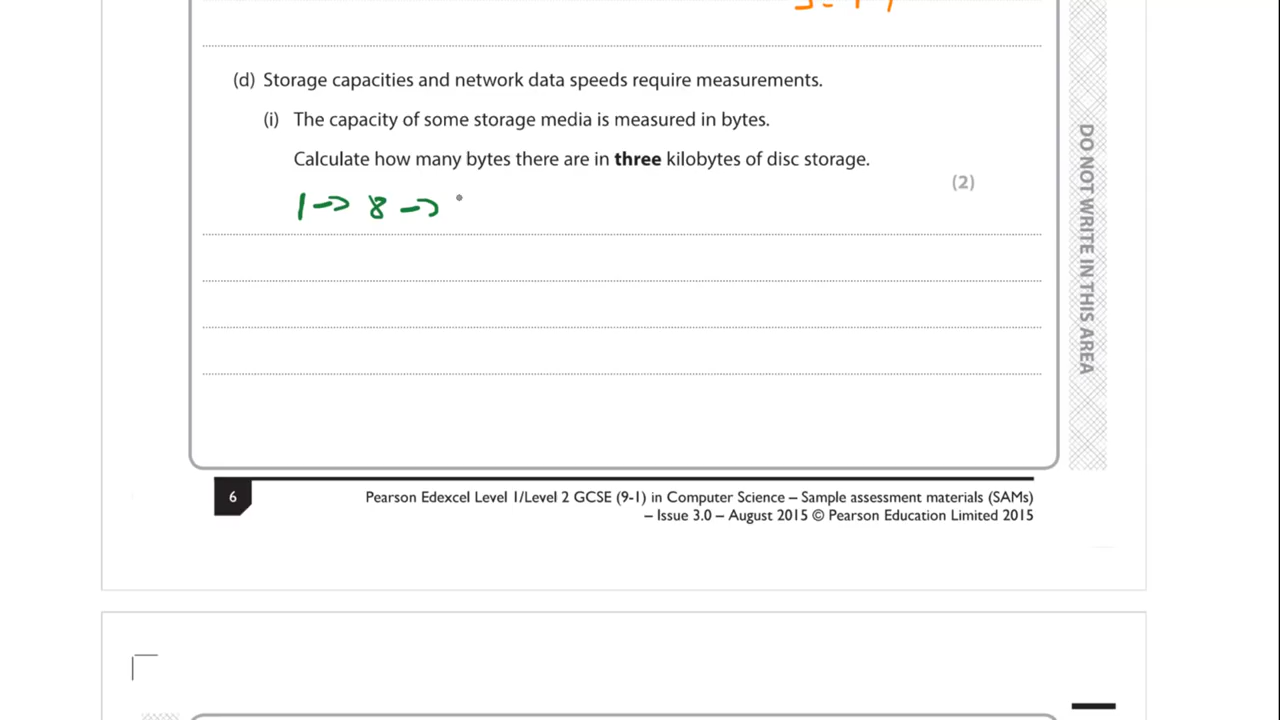 (d) Storage capacities and network data speeds require measurements.
(i) The capacity of some storage media is measured in bytes.
Calculate how many bytes there are in three kilobytes of disc storage.
(2)
1 → 8 →
DO NOT WRITE IN THIS AREA
6
Pearson Edexcel Level 1/Level 2 GCSE (9-1) in Computer Science – Sample assessment materials (SAMs)
– Issue 3.0 – August 2015 © Pearson Education Limited 2015